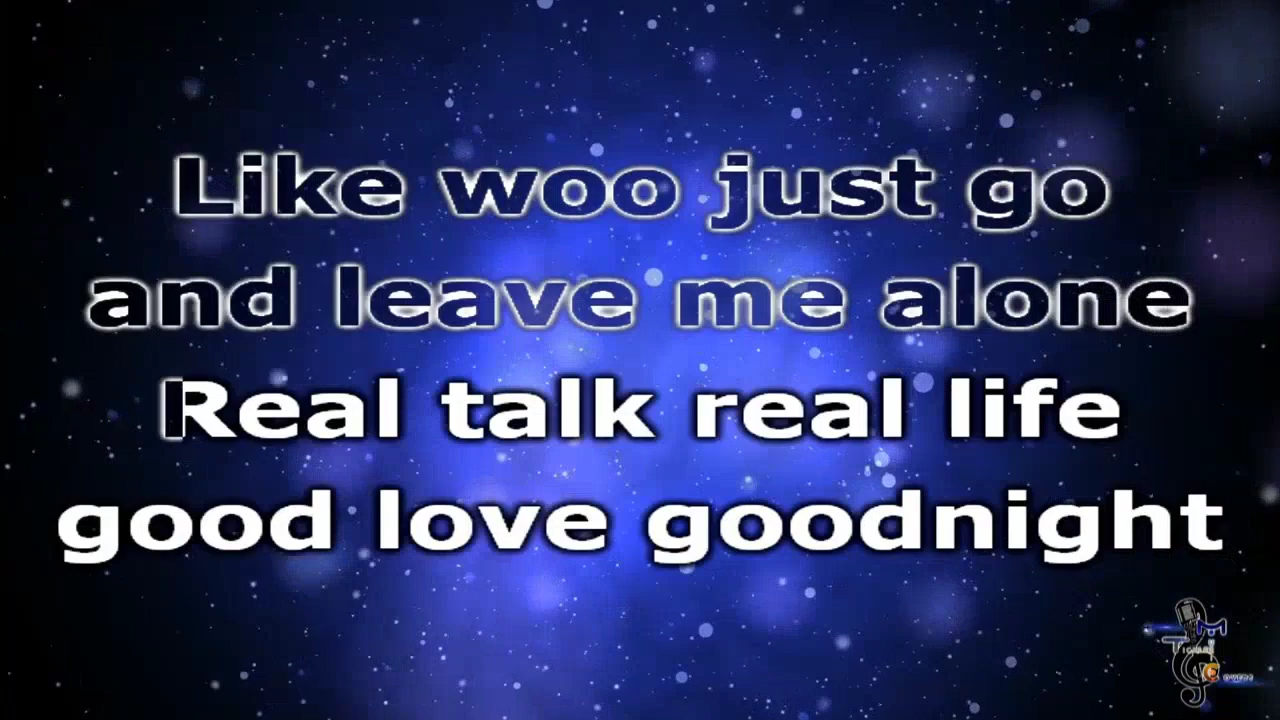 Like woo just go
and leave me alone
Real talk real life
good love goodnight